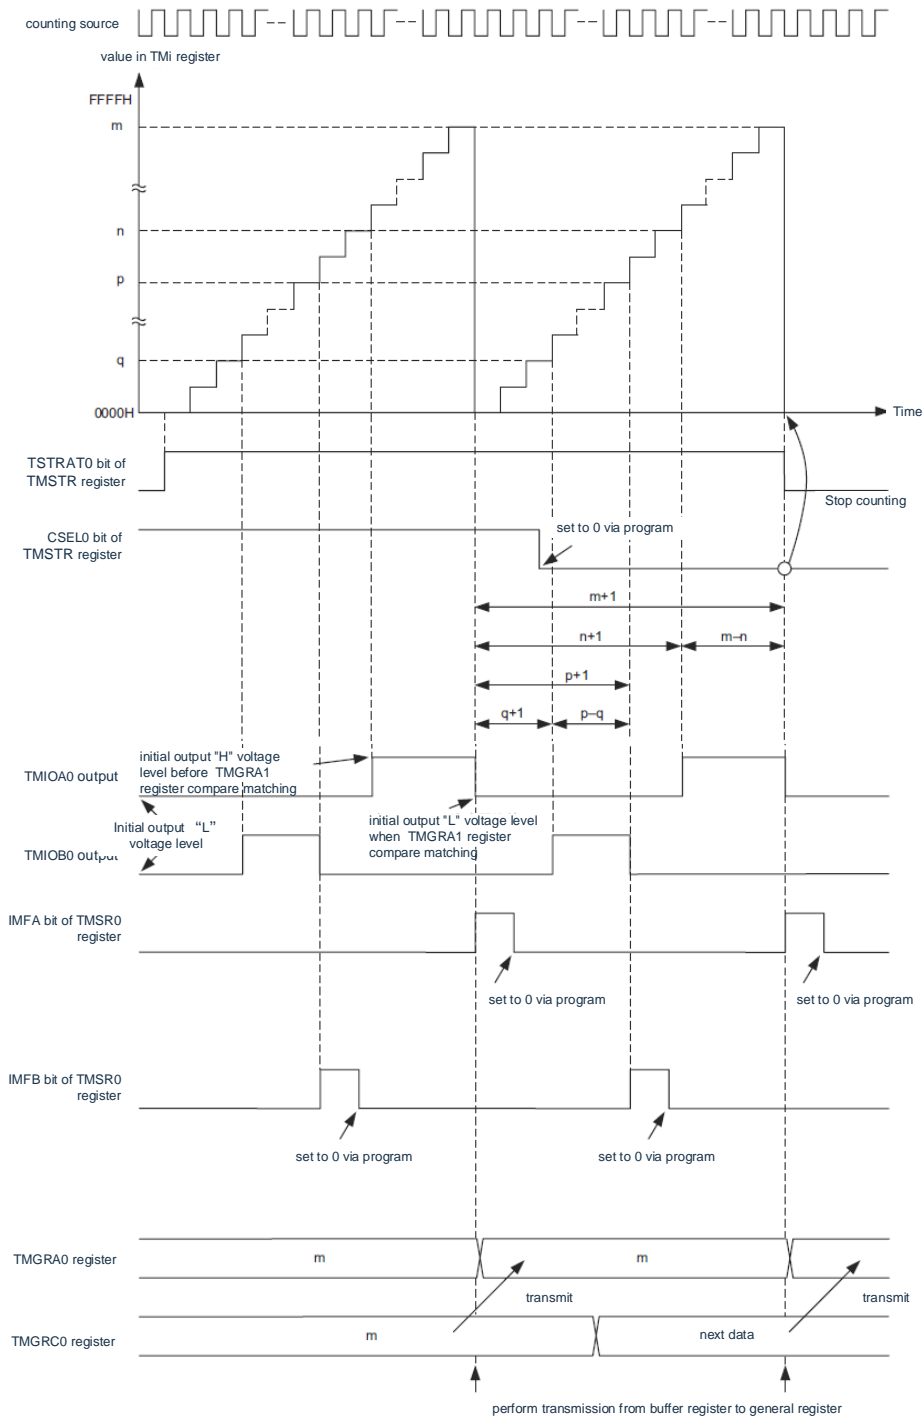 counting source
value in TMi register
FFFFH
m
n
p
q
0000H
Time
TSTRAT0 bit of
TMSTR register
Stop counting
CSEL0 bit of
TMSTR register
set to 0 via program
m+1
n+1
m–n
p+1
q+1
p–q
initial output "H" voltage
level before TMGRA1
register compare matching
TMIOA0 output
initial output "L" voltage level
when TMGRA1 register
compare matching
Initial output “L”
voltage level
TMIOB0 output
IMFA bit of TMSR0
register
set to 0 via program
set to 0 via program
IMFB bit of TMSR0
register
set to 0 via program
set to 0 via program
TMGRA0 register
m
m
transmit
transmit
TMGRC0 register
m
next data
perform transmission from buffer register to general register